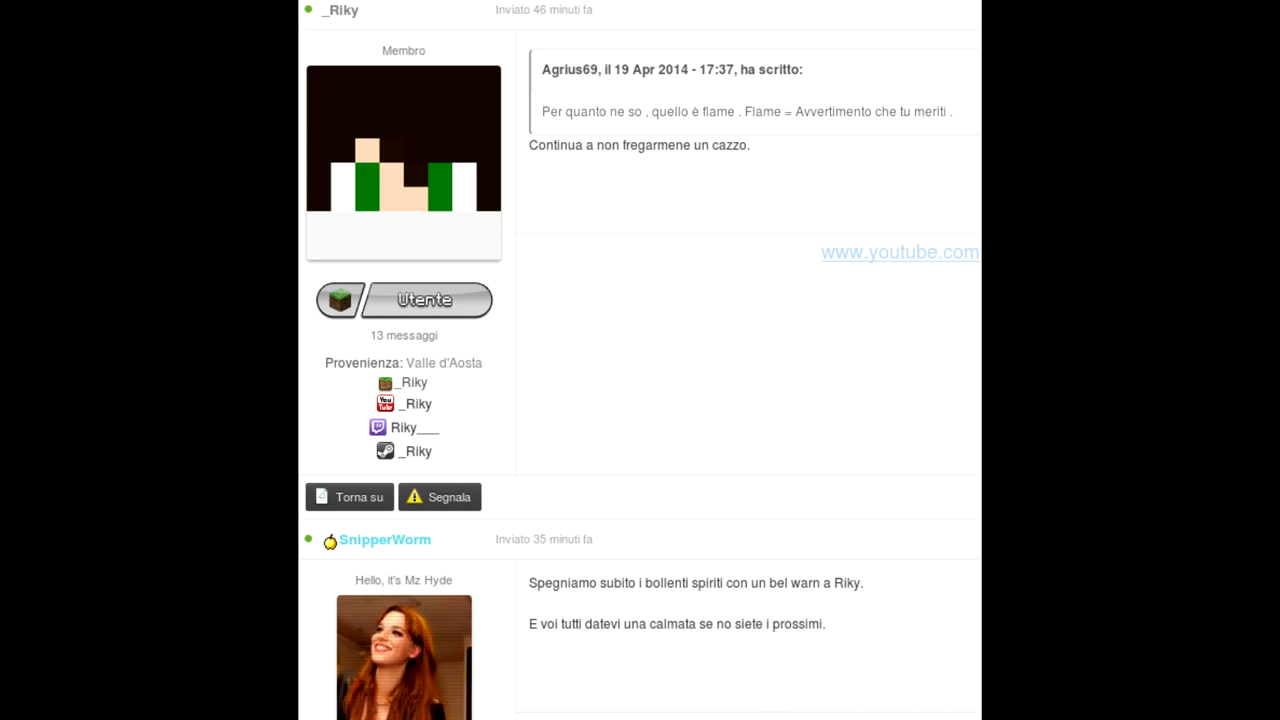 _Riky
Inviato 46 minuti fa
Membro
Agrius69, il 19 Apr 2014 - 17:37, ha scritto:
Per quanto ne so , quello è flame . Flame = Avvertimento che tu meriti .
Continua a non fregarmene un cazzo.
www.youtube.com
Utente
13 messaggi
Provenienza: Valle d'Aosta
_Riky
You Tube _Riky
Riky___
_Riky
Torna su
Segnala
SnipperWorm
Inviato 35 minuti fa
Hello, it's Mz Hyde
Spegniamo subito i bollenti spiriti con un bel warn a Riky.
E voi tutti datevi una calmata se no siete i prossimi.